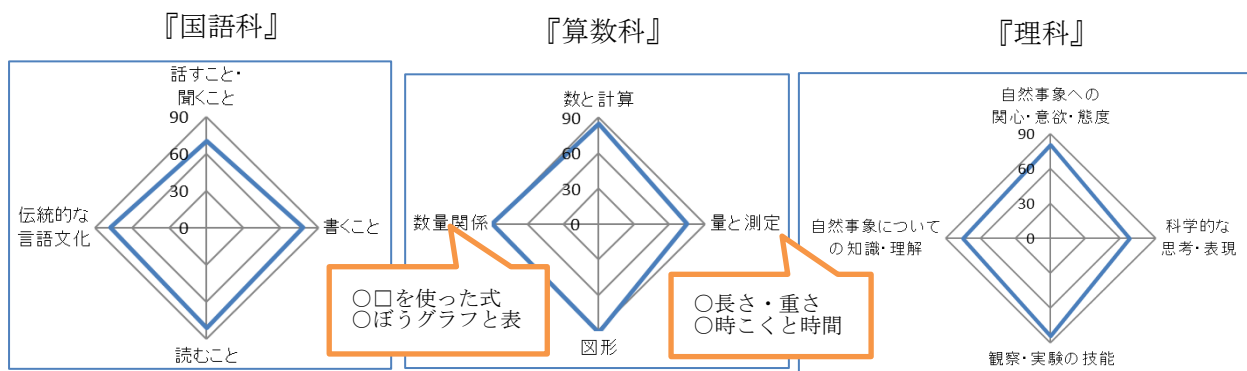 『国語科』
話すこと・
聞くこと
90
60
30
0
伝統的な
言語文化
書くこと
読むこと
『算数科』
数と計算
90
60
30
0
数量関係
量と測定
図形
○□を使った式
○ぼうグラフと表
○長さ・重さ
○時こくと時間
『理科』
自然事象への
関心・意欲・態度
90
60
30
0
自然事象について
の知識・理解
科学的な
思考・表現
観察・実験の技能